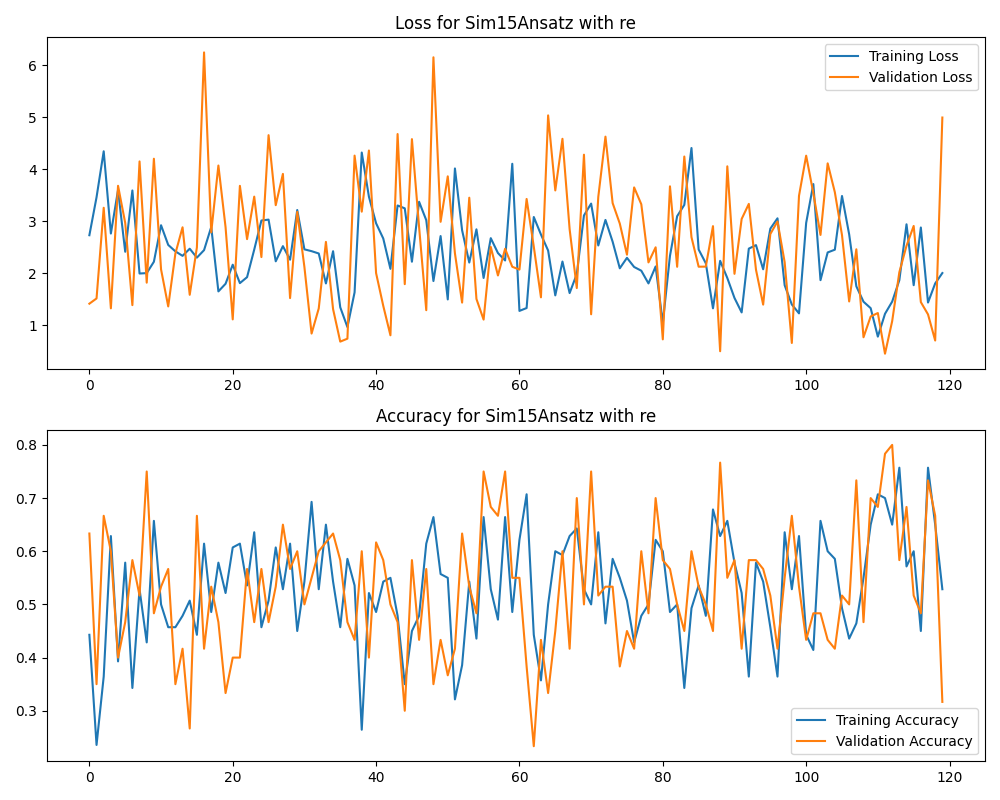 Loss for Sim15Ansatz with re
6
5
4
3
2
1
Training Loss
Validation Loss
0 20 40 60 80 100 120
Accuracy for Sim15Ansatz with re
0.8
0.7
0.6
0.5
0.4
0.3
Training Accuracy
Validation Accuracy
0 20 40 60 80 100 120